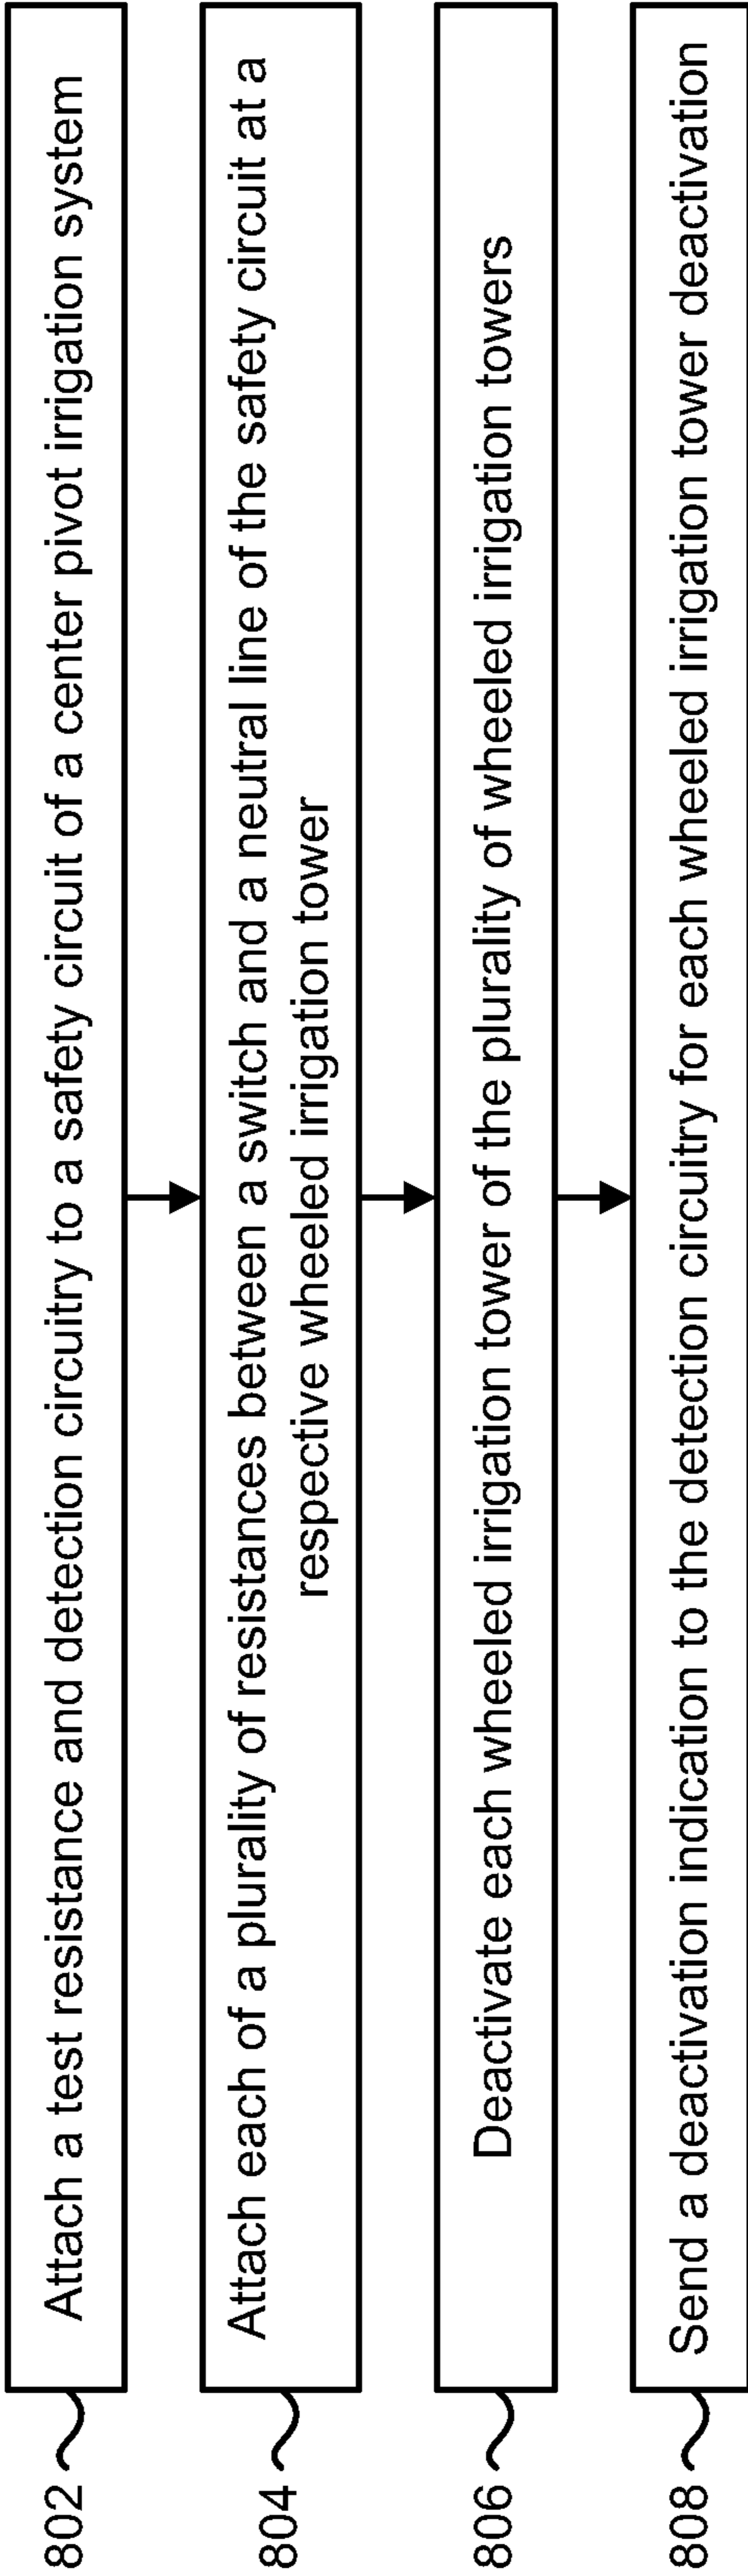 802
Attach a test resistance and detection circuitry to a safety circuit of a center pivot irrigation system
804
Attach each of a plurality of resistances between a switch and a neutral line of the safety circuit at a
respective wheeled irrigation tower
806
Deactivate each wheeled irrigation tower of the plurality of wheeled irrigation towers
808
Send a deactivation indication to the detection circuitry for each wheeled irrigation tower deactivation